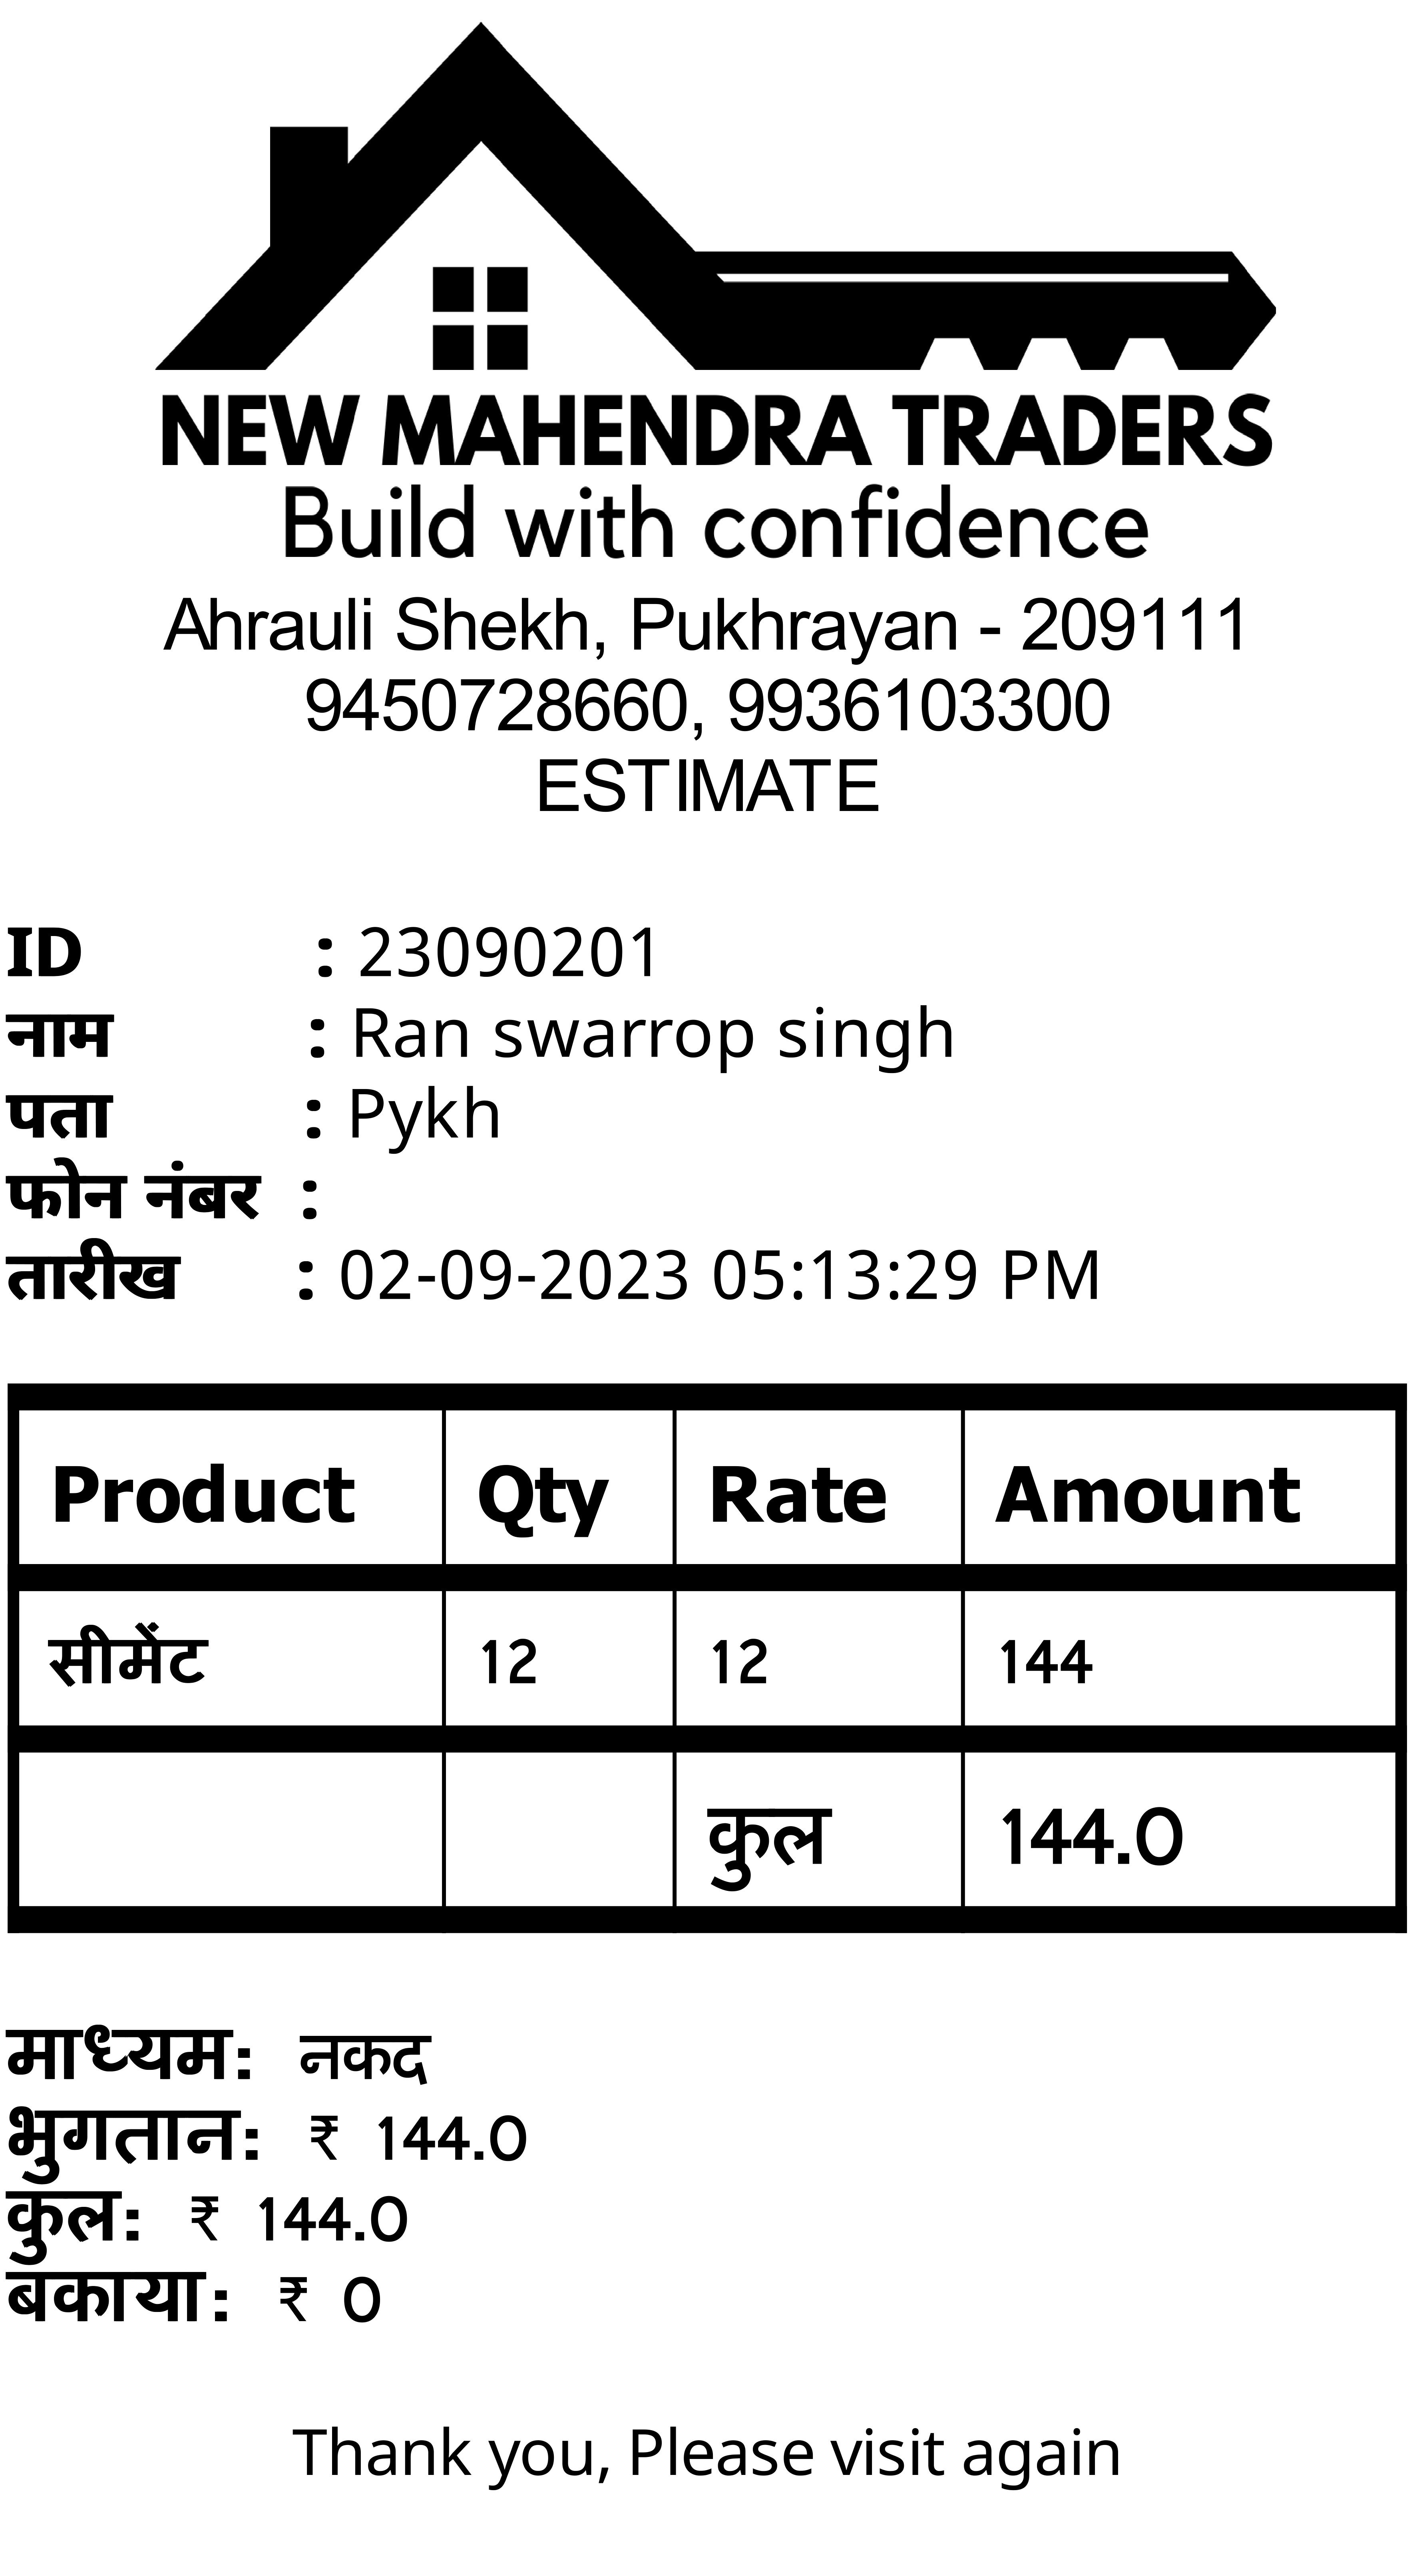 NEW MAHENDRA TRADERS
Build with confidence
Ahrauli Shekh, Pukhrayan - 209111
9450728660, 9936103300
ESTIMATE
ID : 23090201
नाम : Ran swarrop singh
पता : Pykh
फोन नंबर :
तारीख : 02-09-2023 05:13:29 PM
Product Qty Rate Amount
सीमेंट 12 12 144
कुल 144.0
माध्यम: नकद
भुगतान: ₹ 144.0
कुल: ₹ 144.0
बकाया: ₹ 0
Thank you, Please visit again